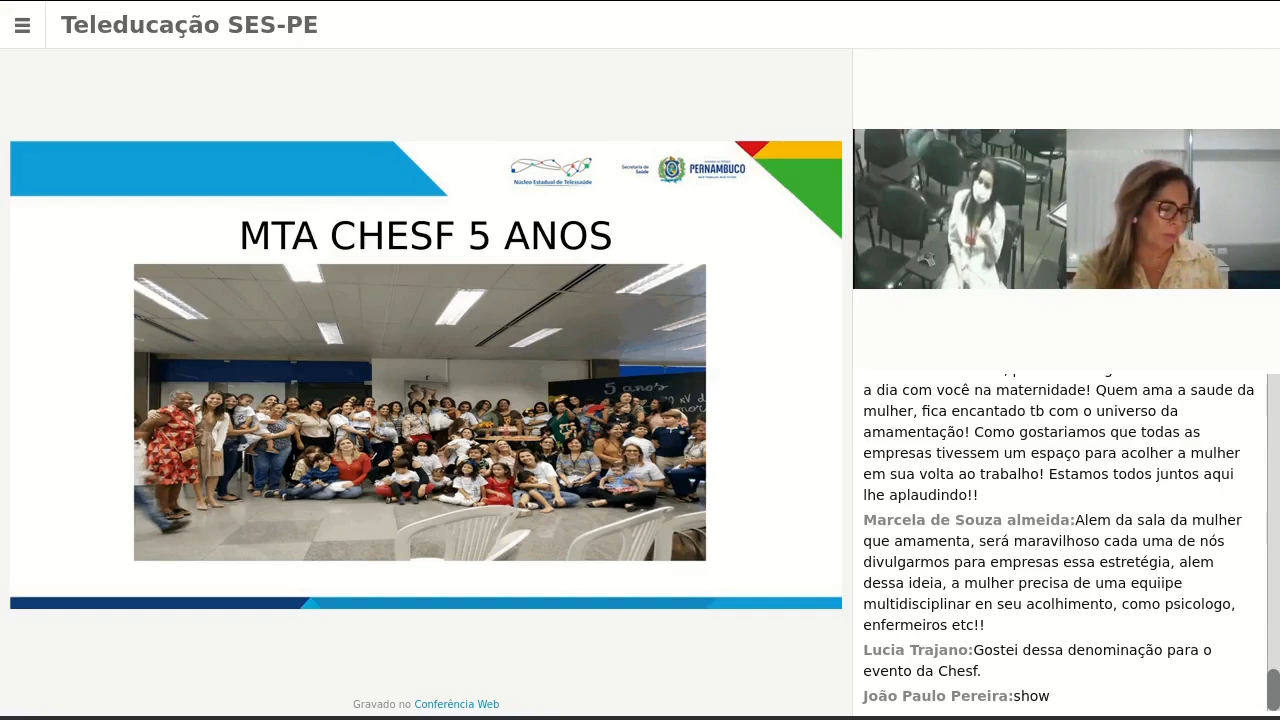 Teleducação SES-PE
Núcleo Estadual de Telessaúde
Secretaria de
Saúde
PERNAMBUCO
MTA CHESF 5 ANOS
5 anos
a dia com você na maternidade! Quem ama a saude da
mulher, fica encantado tb com o universo da
amamentação! Como gostariamos que todas as
empresas tivessem um espaço para acolher a mulher
em sua volta ao trabalho! Estamos todos juntos aqui
lhe aplaudindo!!
Marcela de Souza almeida:Alem da sala da mulher
que amamenta, será maravilhoso cada uma de nós
divulgarmos para empresas essa estretégia, alem
dessa ideia, a mulher precisa de uma equiipe
multidisciplinar en seu acolhimento, como psicologo,
enfermeiros etc!!
Lucia Trajano:Gostei dessa denominação para o
evento da Chesf.
João Paulo Pereira:show
Gravado no Conferência Web